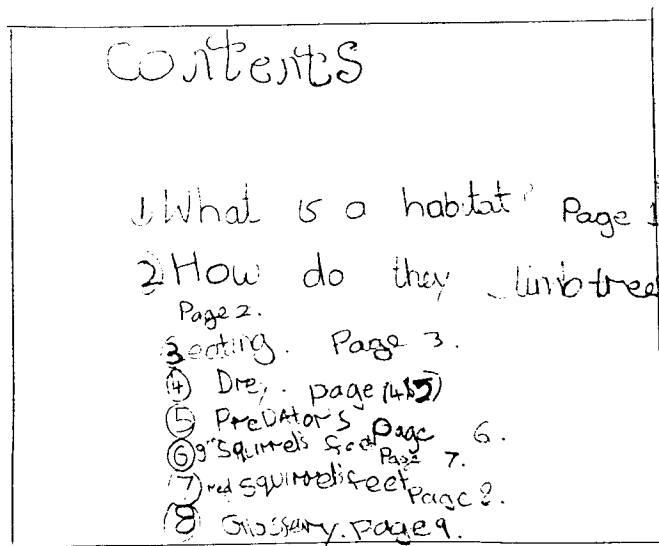 Contents
1. What is a habitat? Page 1
2 How do they climb tree
Page 2.
3 eating. Page 3.
④ Drey. page (4+5)
⑤ PreDAtors Page 6.
⑥ squirrels feet Page 7.
⑦ red squirrels feet Page 8.
⑧ Glossary. page 9.